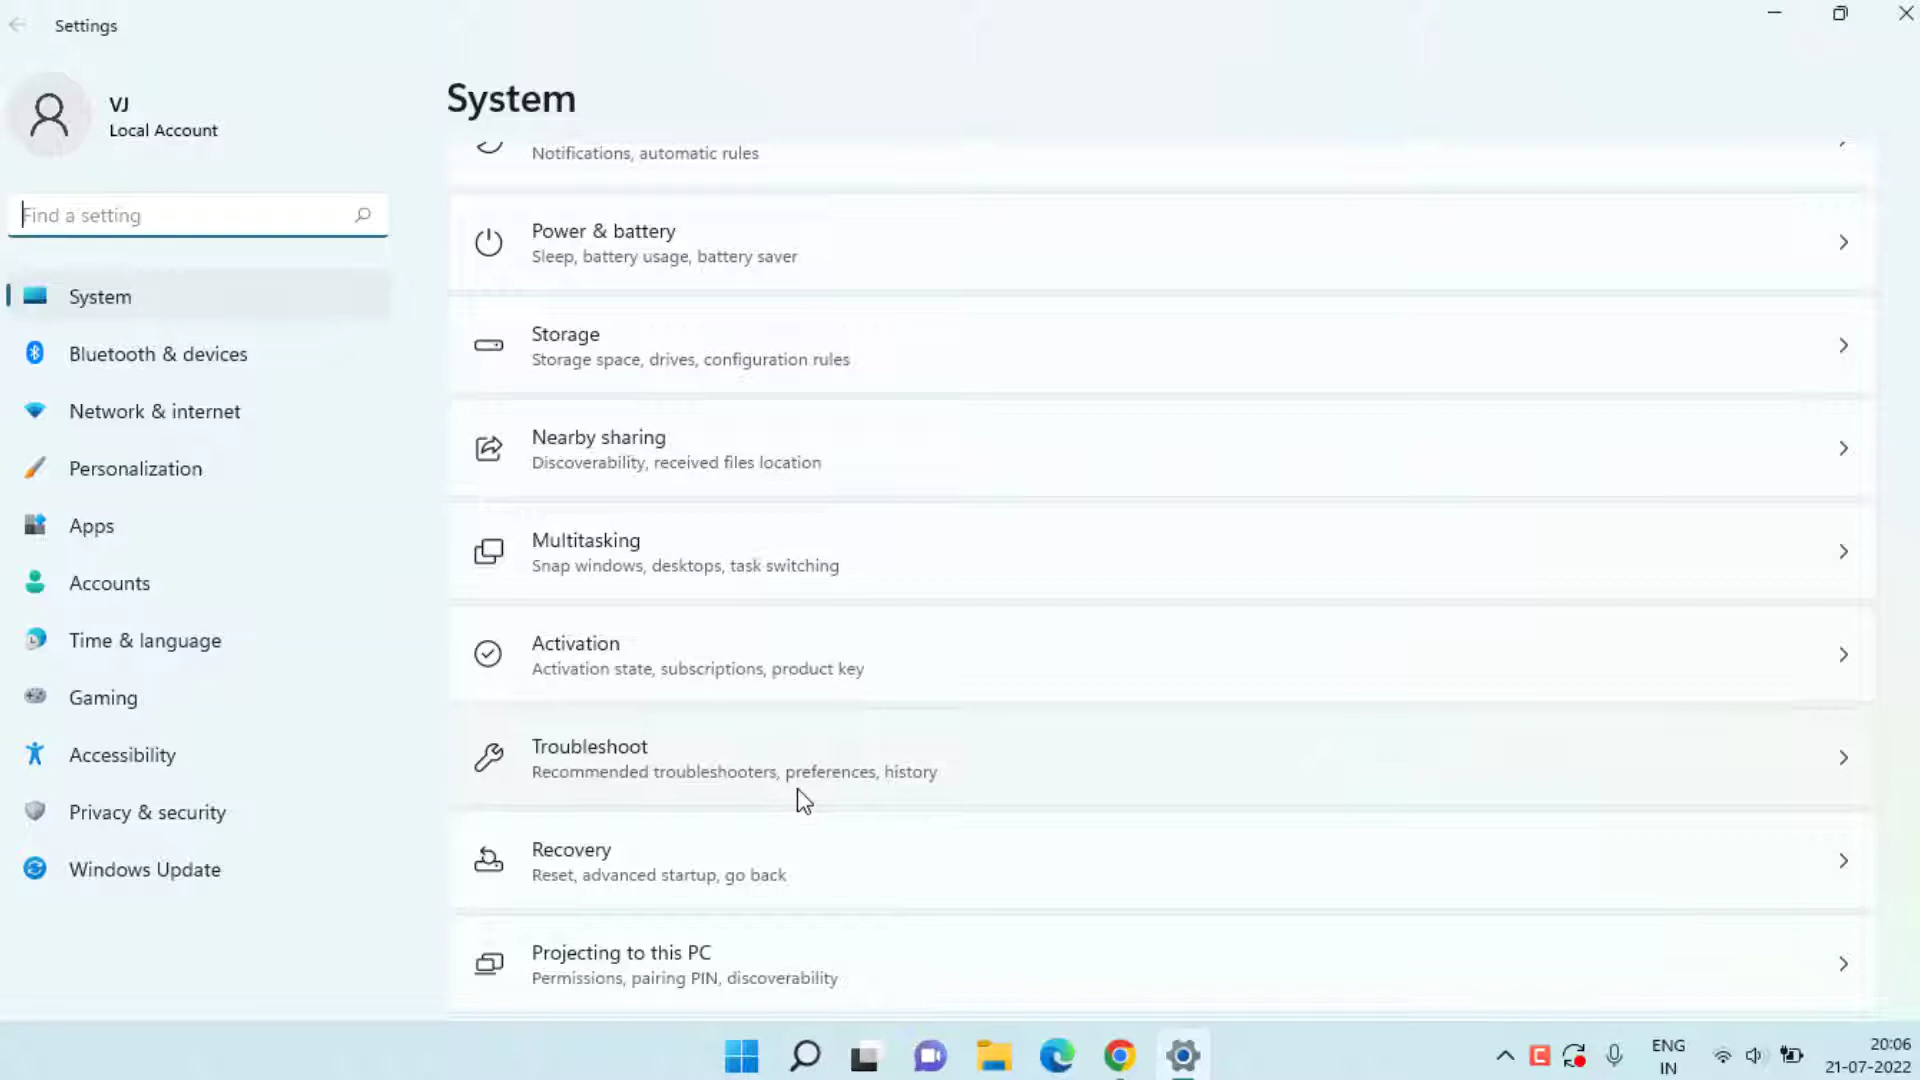 Settings
VJ
Local Account
Find a setting
System
Bluetooth & devices
Network & internet
Personalization
Apps
Accounts
Time & language
Gaming
Accessibility
Privacy & security
Windows Update
System
Notifications, automatic rules
Power & battery
Sleep, battery usage, battery saver
Storage
Storage space, drives, configuration rules
Nearby sharing
Discoverability, received files location
Multitasking
Snap windows, desktops, task switching
Activation
Activation state, subscriptions, product key
Troubleshoot
Recommended troubleshooters, preferences, history
Recovery
Reset, advanced startup, go back
Projecting to this PC
Permissions, pairing PIN, discoverability
ENG
IN
20:06
21-07-2022